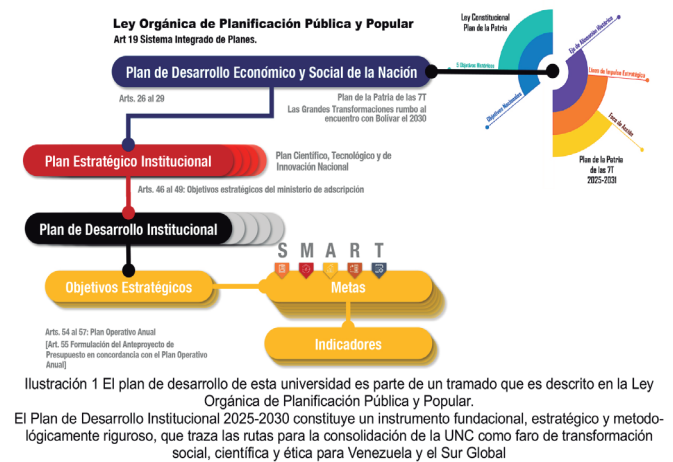 Ley Orgánica de Planificación Pública y Popular
Art 19 Sistema Integrado de Planes.
Ley Constitucional
Plan de la Patria
Eje de Dimensión Histórica
3 Objetivos Históricos
Líneas de Impulso Estratégico
Objetivos Nacionales
Foco de Acción
Plan de la Patria
de las 7T
2025-2031
Plan de Desarrollo Económico y Social de la Nación
Arts. 26 al 29
Plan de la Patria de las 7T
Las Grandes Transformaciones rumbo al
encuentro con Bolívar el 2030
Plan Estratégico Institucional
Plan Científico, Tecnológico y de
Innovación Nacional
Arts. 46 al 49: Objetivos estratégicos del ministerio de adscripción
Plan de Desarrollo Institucional
S M A R T
Objetivos Estratégicos
Metas
Indicadores
Arts. 54 al 57: Plan Operativo Anual
[Art. 55 Formulación del Anteproyecto de
Presupuesto en concordancia con el Plan Operativo
Anual]
Ilustración 1 El plan de desarrollo de esta universidad es parte de un tramado que es descrito en la Ley
Orgánica de Planificación Pública y Popular.
El Plan de Desarrollo Institucional 2025-2030 constituye un instrumento fundacional, estratégico y metodo-
lógicamente riguroso, que traza las rutas para la consolidación de la UNC como faro de transformación
social, científica y ética para Venezuela y el Sur Global